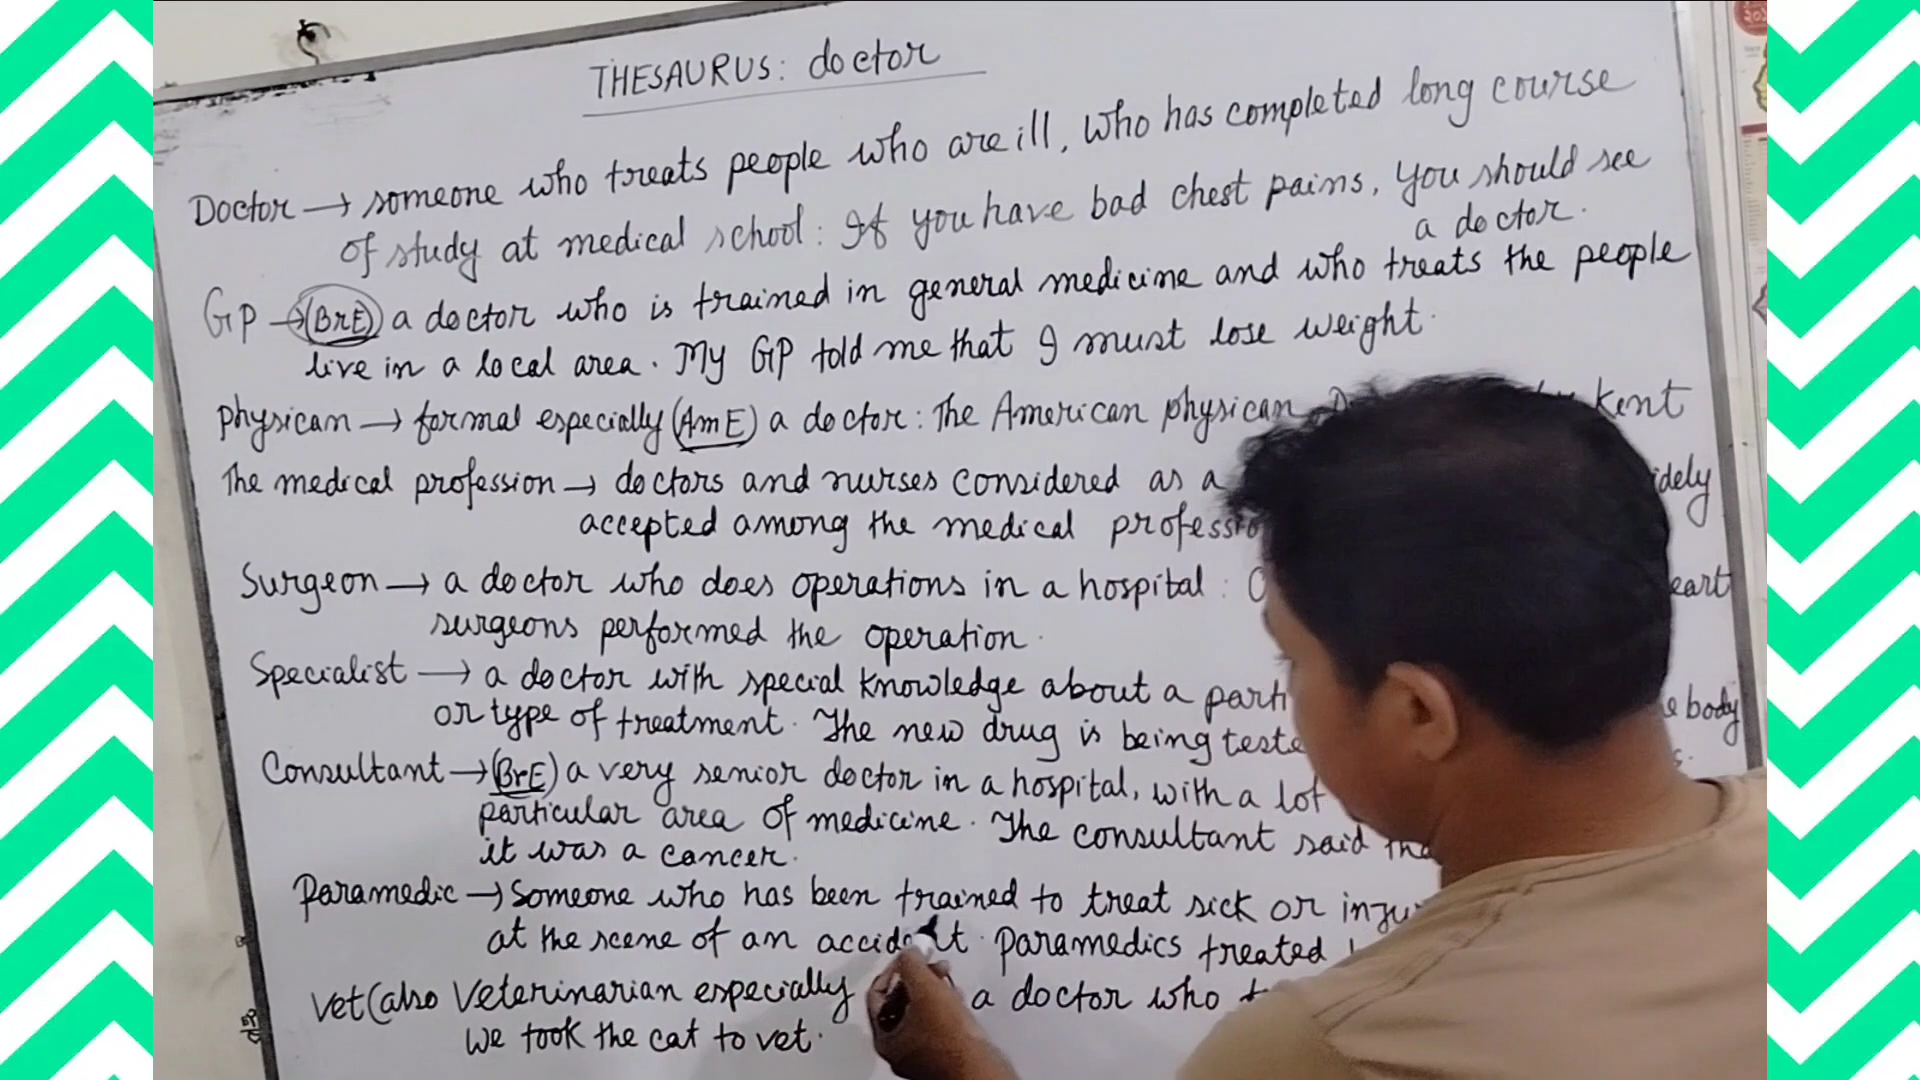 THESAURUS: doctor
Doctor → someone who treats people who are ill, who has completed long course
of study at medical school: If you have bad chest pains, you should see
a doctor.
GP → (BrE) a doctor who is trained in general medicine and who treats the people
live in a local area. My GP told me that I must lose weight.
Physican → formal especially (AmE) a doctor: The American physican Kent
The medical profession → doctors and nurses considered as a
accepted among the medical
Surgeon → a doctor who does operations in a hospital:
surgeons performed the operation.
Specialist → a doctor with special knowledge about a body
or type of treatment. The new drug is being
Consultant → (BrE) a very senior doctor in a hospital, with a lot
particular area of medicine. The consultant said
it was a cancer.
Paramedic → Someone who has been trained to treat sick or
at the scene of an accident. Paramedics treated
Vet (also Veterinarian especially a doctor who
We took the cat to vet.